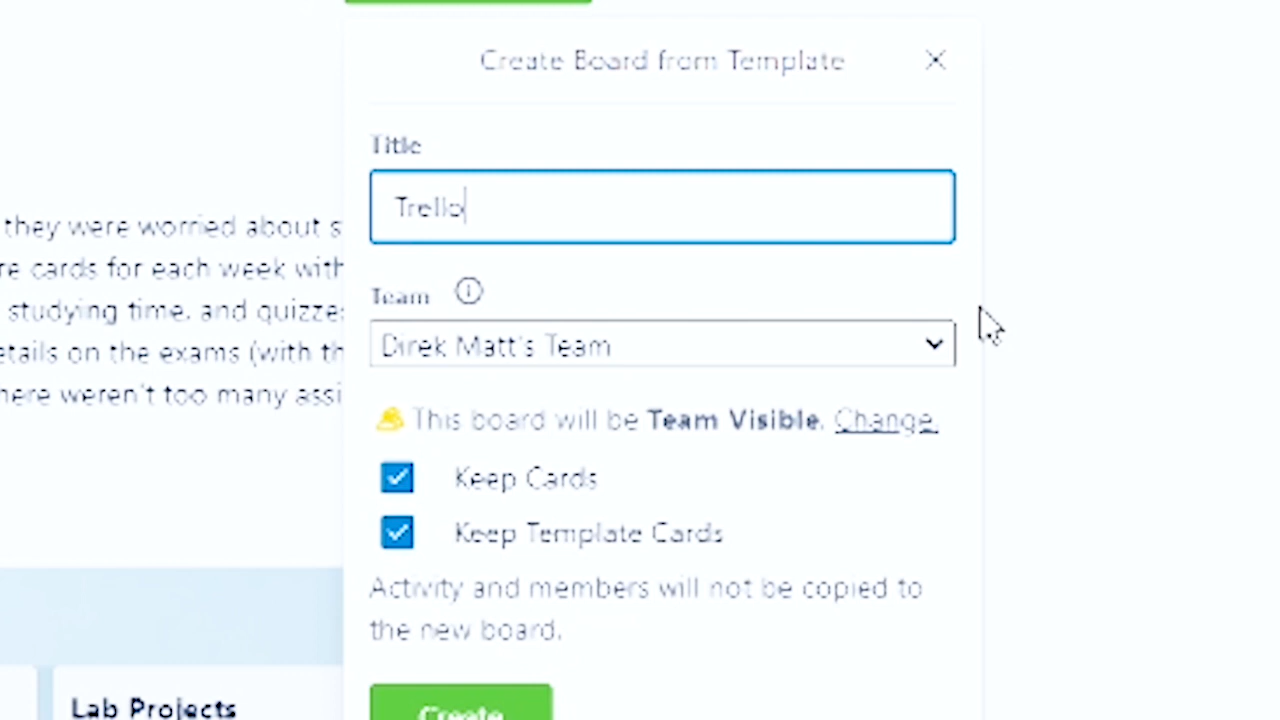 Create Board from Template
Title
Trello
they were worried about s
re cards for each week with
Team
studying time, and quizzes
Direk Matt's Team
etails on the exams (with th
here weren't too many assi
This board will be Team Visible. Change.
Keep Cards
Keep Template Cards
Activity and members will not be copied to
the new board.
Lab Projects
Create